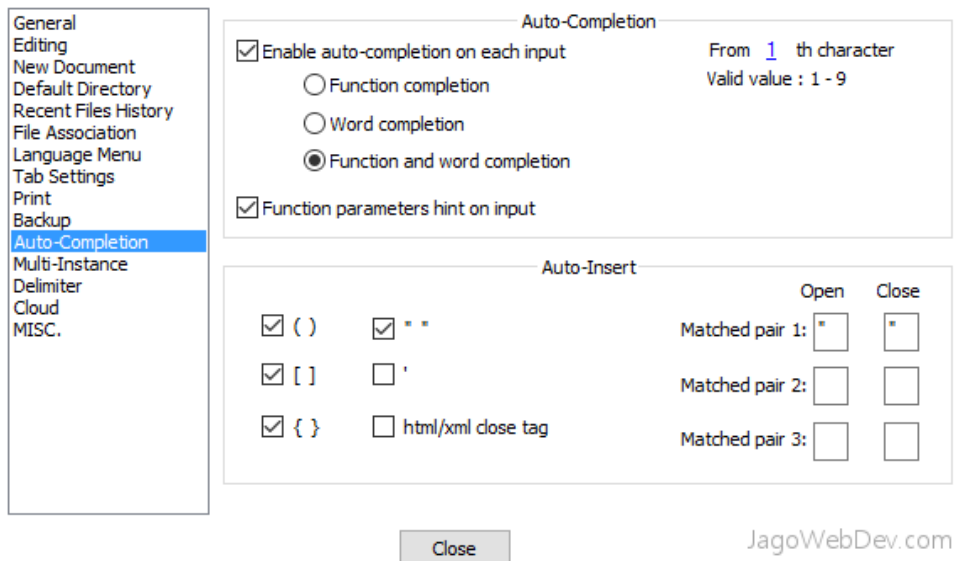 General
Editing
New Document
Default Directory
Recent Files History
File Association
Language Menu
Tab Settings
Print
Backup
Auto-Completion
Multi-Instance
Delimiter
Cloud
MISC.
Auto-Completion
Enable auto-completion on each input
From 1 th character
Valid value : 1 - 9
Function completion
Word completion
Function and word completion
Function parameters hint on input
Auto-Insert
Open Close
( ) " " Matched pair 1: " "
[ ] ' Matched pair 2:
{ } html/xml close tag Matched pair 3:
Close
JagoWebDev.com